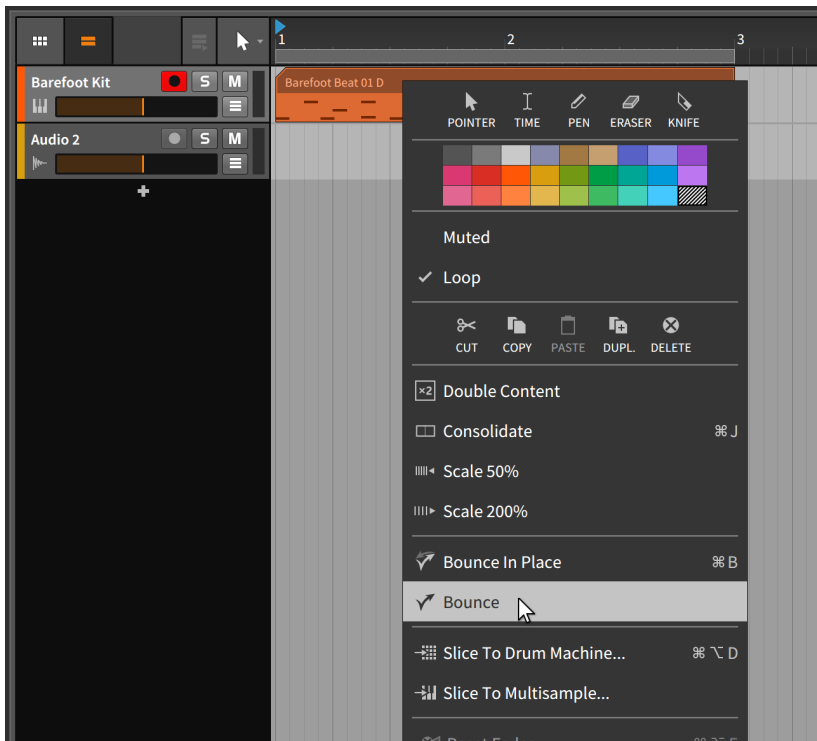 1 2 3
Barefoot Kit S M
Barefoot Beat 01 D
Audio 2 S M
POINTER TIME PEN ERASER KNIFE
Muted
Loop
CUT COPY PASTE DUPL. DELETE
×2 Double Content
Consolidate ⌘ J
Scale 50%
Scale 200%
Bounce In Place ⌘ B
Bounce
Slice To Drum Machine... ⌘ ⌥ D
Slice To Multisample...